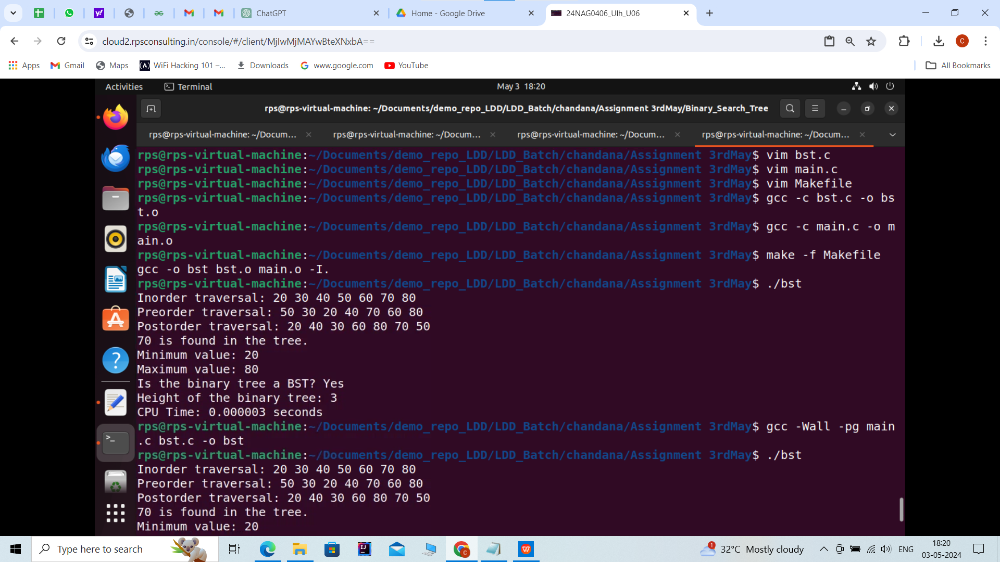 ChatGPT
Home - Google Drive
24NAG0406_Ulh_U06
cloud2.rpsconsulting.in/console/#/client/MjIwMjMAYwBteXNxbA==
C
Apps
Gmail
Maps
WiFi Hacking 101 –...
Downloads
www.google.com
YouTube
All Bookmarks
Activities
Terminal
May 3 18:20
rps@rps-virtual-machine: ~/Documents/demo_repo_LDD/LDD_Batch/chandana/Assignment 3rdMay/Binary_Search_Tree
rps@rps-virtual-machine: ~/Docum...
rps@rps-virtual-machine: ~/Docum...
rps@rps-virtual-machine: ~/Docum...
rps@rps-virtual-machine: ~/Docum...
rps@rps-virtual-machine:~/Documents/demo_repo_LDD/LDD_Batch/chandana/Assignment 3rdMay$ vim bst.c
rps@rps-virtual-machine:~/Documents/demo_repo_LDD/LDD_Batch/chandana/Assignment 3rdMay$ vim main.c
rps@rps-virtual-machine:~/Documents/demo_repo_LDD/LDD_Batch/chandana/Assignment 3rdMay$ vim Makefile
rps@rps-virtual-machine:~/Documents/demo_repo_LDD/LDD_Batch/chandana/Assignment 3rdMay$ gcc -c bst.c -o bs
t.o
rps@rps-virtual-machine:~/Documents/demo_repo_LDD/LDD_Batch/chandana/Assignment 3rdMay$ gcc -c main.c -o m
ain.o
rps@rps-virtual-machine:~/Documents/demo_repo_LDD/LDD_Batch/chandana/Assignment 3rdMay$ make -f Makefile
gcc -o bst bst.o main.o -I.
rps@rps-virtual-machine:~/Documents/demo_repo_LDD/LDD_Batch/chandana/Assignment 3rdMay$ ./bst
Inorder traversal: 20 30 40 50 60 70 80
Preorder traversal: 50 30 20 40 70 60 80
Postorder traversal: 20 40 30 60 80 70 50
70 is found in the tree.
Minimum value: 20
Maximum value: 80
Is the binary tree a BST? Yes
Height of the binary tree: 3
CPU Time: 0.000003 seconds
rps@rps-virtual-machine:~/Documents/demo_repo_LDD/LDD_Batch/chandana/Assignment 3rdMay$ gcc -Wall -pg main
.c bst.c -o bst
rps@rps-virtual-machine:~/Documents/demo_repo_LDD/LDD_Batch/chandana/Assignment 3rdMay$ ./bst
Inorder traversal: 20 30 40 50 60 70 80
Preorder traversal: 50 30 20 40 70 60 80
Postorder traversal: 20 40 30 60 80 70 50
70 is found in the tree.
Minimum value: 20
Type here to search
1
32°C Mostly cloudy
ENG
18:20
03-05-2024